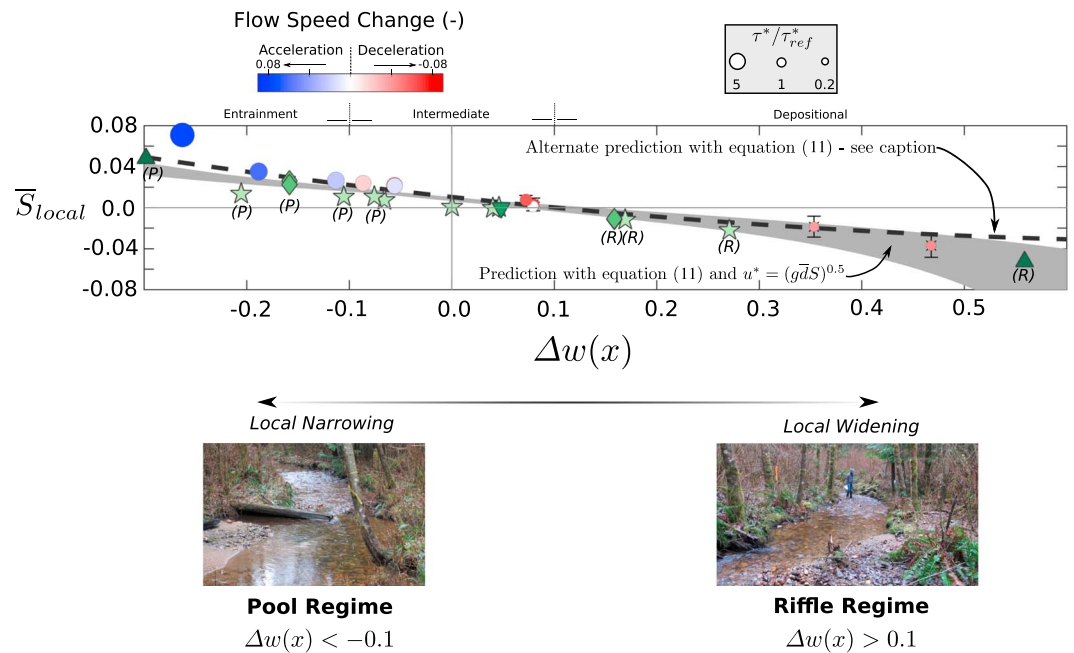 Flow Speed Change (-)
Acceleration Deceleration
0.08 -0.08
τ*/τ*ref
5 1 0.2
Entrainment Intermediate Depositional
0.08
0.04
0.0
-0.04
-0.08
S̅local
Alternate prediction with equation (11) - see caption
Prediction with equation (11) and u* = (gd̅S)^0.5
(P)
(P)
(P)
(P)
(P)
(R)
(R)
(R)
(R)
-0.2 -0.1 0.0 0.1 0.2 0.3 0.4 0.5
Δw(x)
Local Narrowing Local Widening
Pool Regime Riffle Regime
Δw(x) < −0.1 Δw(x) > 0.1